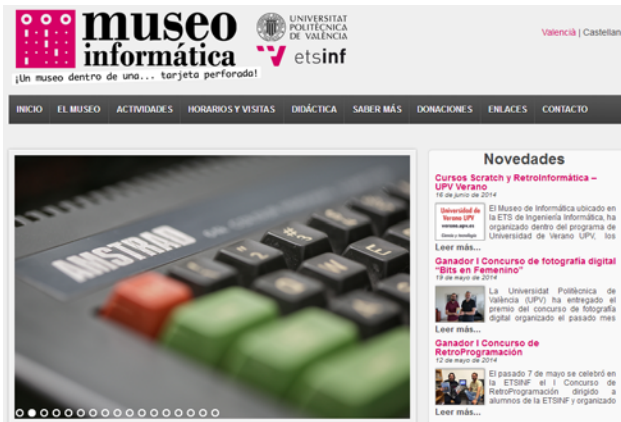 museo
informática
¡Un museo dentro de una... tarjeta perforada!
UNIVERSITAT
POLITÈCNICA
DE VALÈNCIA
etsinf
Valencià | Castellan
INICIO EL MUSEO ACTIVIDADES HORARIOS Y VISITAS DIDÁCTICA SABER MÁS DONACIONES ENLACES CONTACTO
AMSTRAD
Novedades
Cursos Scratch y RetroInformática –
UPV Verano
16 de junio de 2014
Universidad de
Verano UPV
verano.upv.es
Ciencia y tecnología
El Museo de Informática ubicado en
la ETS de Ingeniería Informática, ha
organizado dentro del programa de
Universidad de Verano UPV, los
Leer más...
Ganador I Concurso de fotografía digital
"Bits en Femenino"
19 de mayo de 2014
La Universidad Politécnica de
València (UPV) ha entregado el
premio del concurso de fotografía
digital organizado el pasado mes
Leer más...
Ganador I Concurso de
RetroProgramación
12 de mayo de 2014
El pasado 7 de mayo se celebró en
la ETSINF el I Concurso de
RetroProgramación dirigido a
alumnos de la ETSINF y organizado
Leer más...